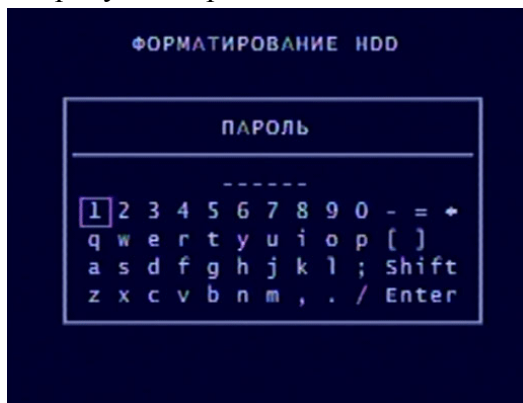 ФОРМАТИРОВАНИЕ HDD
ПАРОЛЬ
------
1 2 3 4 5 6 7 8 9 0 - = ←
q w e r t y u i o p [ ]
a s d f g h j k l ; Shift
z x c v b n m , . / Enter